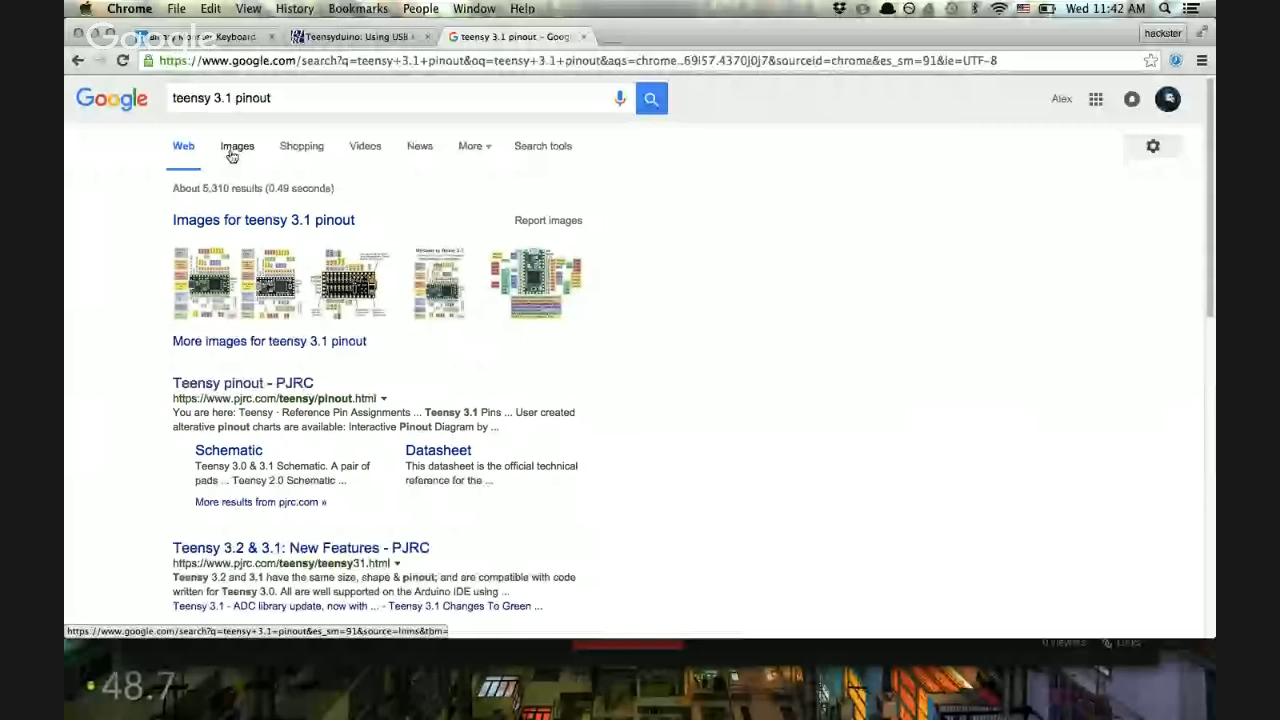 Chrome File Edit View History Bookmarks People Window Help
Wed 11:42 AM
Google
Monster Keyboard
Teensyduino: Using USB
teensy 3.1 pinout - Goog
hackster
https://www.google.com/search?q=teensy+3.1+pinout&oq=teensy+3.1+pinout&aqs=chrome..69i57.4370j0j7&sourceid=chrome&es_sm=91&ie=UTF-8
Google
teensy 3.1 pinout
Alex
Web Images Shopping Videos News More Search tools
About 5,310 results (0.49 seconds)
Images for teensy 3.1 pinout
Report images
More images for teensy 3.1 pinout
Teensy pinout - PJRC
https://www.pjrc.com/teensy/pinout.html
You are here: Teensy · Reference Pin Assignments ... Teensy 3.1 Pins ... User created
alterative pinout charts are available: Interactive Pinout Diagram by ...
Schematic
Teensy 3.0 & 3.1 Schematic. A pair of
pads ... Teensy 2.0 Schematic ...
Datasheet
This datasheet is the official technical
reference for the ...
More results from pjrc.com »
Teensy 3.2 & 3.1: New Features - PJRC
https://www.pjrc.com/teensy/teensy31.html
Teensy 3.2 and 3.1 have the same size, shape & pinout, and are compatible with code
written for Teensy 3.0. All are well supported on the Arduino IDE using ...
Teensy 3.1 - ADC library update, now with ... - Teensy 3.1 Changes To Green ...
https://www.google.com/search?q=teensy+3.1+pinout&es_sm=91&source=lnms&tbm=
0 viewers Links
48.7